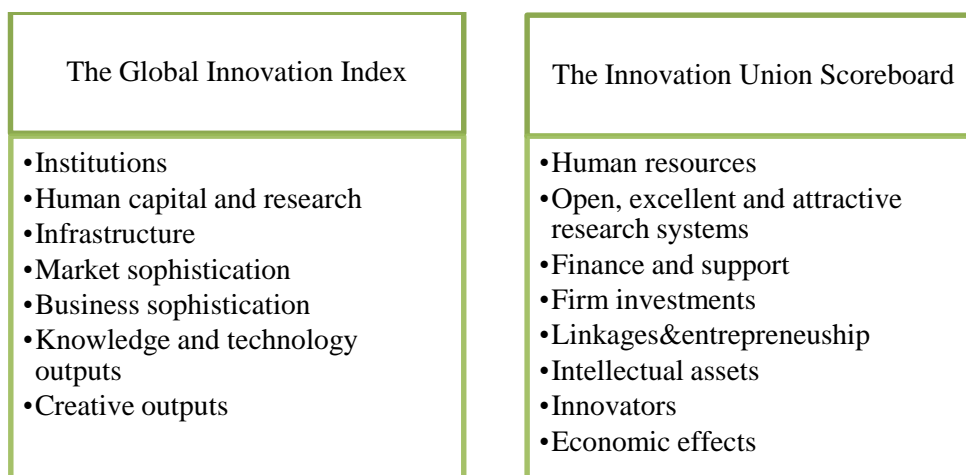 The Global Innovation Index
•Institutions
•Human capital and research
•Infrastructure
•Market sophistication
•Business sophistication
•Knowledge and technology
outputs
•Creative outputs
The Innovation Union Scoreboard
•Human resources
•Open, excellent and attractive
research systems
•Finance and support
•Firm investments
•Linkages&entrepreneuship
•Intellectual assets
•Innovators
•Economic effects